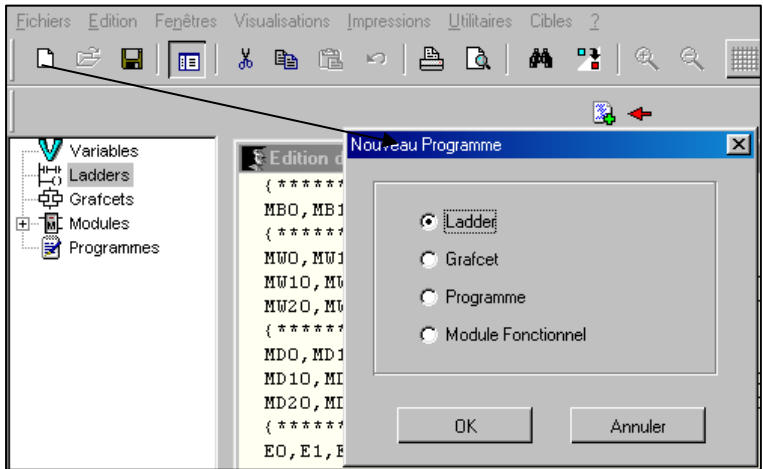 Fichiers Edition Fenêtres Visualisations Impressions Utilitaires Cibles ?
Variables
Ladders
Grafcets
Modules
Programmes
Edition d
{******
MB0,MB1
{******
MW0,MW1
MW10,MW
MW20,MW
{******
MD0,MD1
MD10,MD
MD20,MD
{******
E0,E1,E
Nouveau Programme
Ladder
Grafcet
Programme
Module Fonctionnel
OK
Annuler